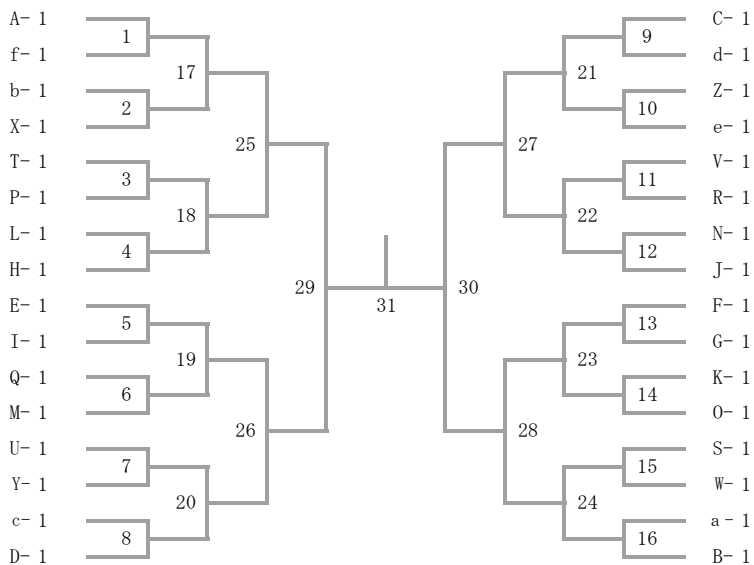 A- 1
1
f- 1
17
b- 1
2
X- 1
25
T- 1
3
P- 1
18
L- 1
4
H- 1
29
E- 1
5
I- 1
19
Q- 1
6
M- 1
26
U- 1
7
Y- 1
20
c- 1
8
D- 1
31
C- 1
9
d- 1
21
Z- 1
10
e- 1
27
V- 1
11
R- 1
22
N- 1
12
J- 1
30
F- 1
13
G- 1
23
K- 1
14
O- 1
28
S- 1
15
W- 1
24
a- 1
16
B- 1